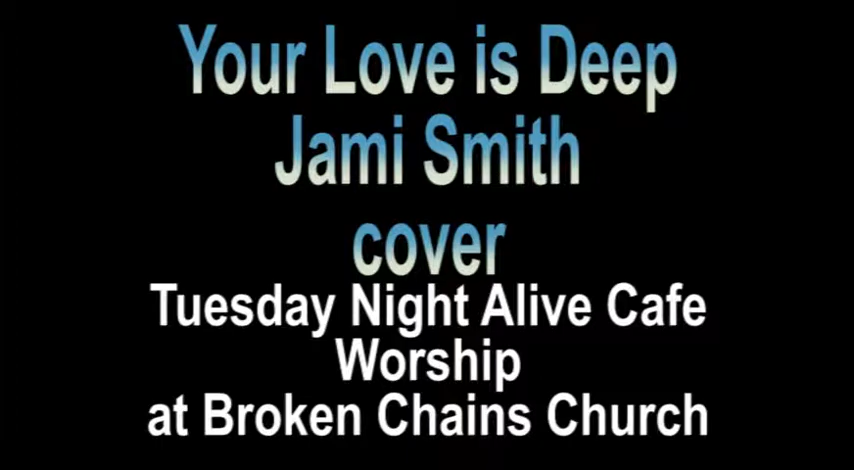 Your Love is Deep
Jami Smith
cover
Tuesday Night Alive Cafe
Worship
at Broken Chains Church